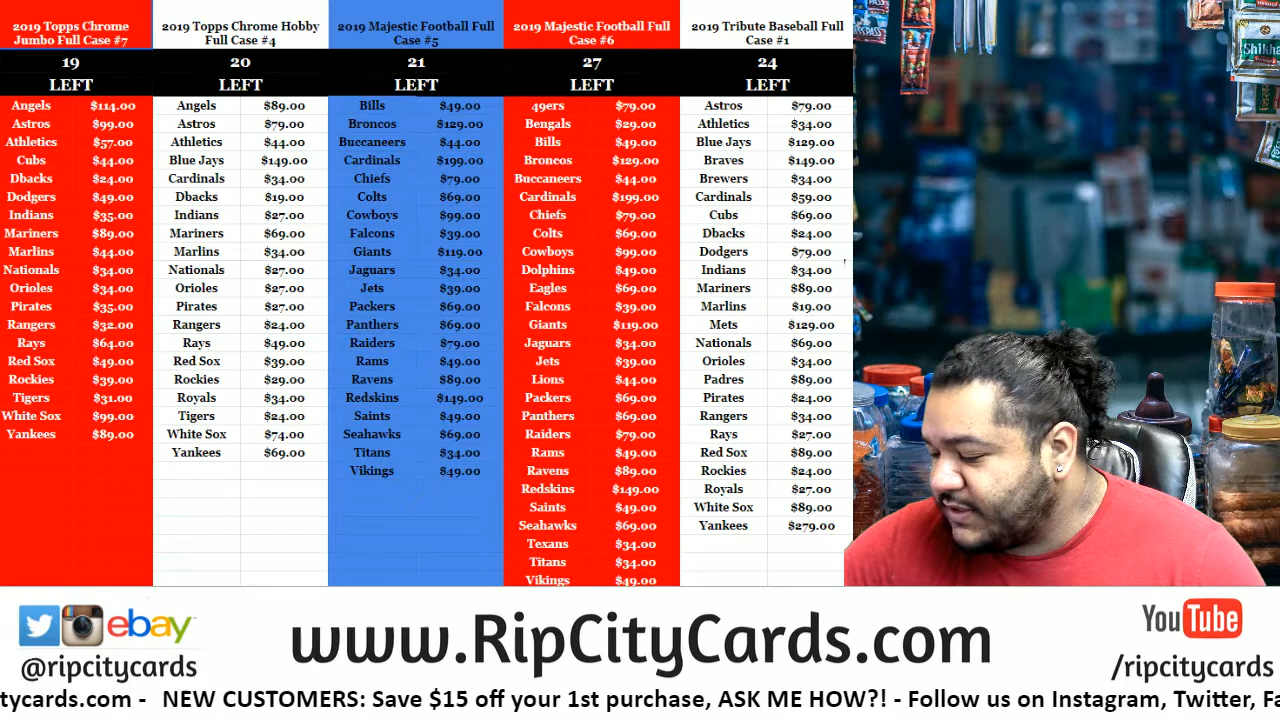 2019 Topps Chrome
Jumbo Full Case #7
19
LEFT
Angels $114.00
Astros $99.00
Athletics $57.00
Cubs $44.00
Dbacks $24.00
Dodgers $49.00
Indians $35.00
Mariners $89.00
Marlins $44.00
Nationals $34.00
Orioles $34.00
Pirates $35.00
Rangers $32.00
Rays $64.00
Red Sox $49.00
Rockies $39.00
Tigers $31.00
White Sox $99.00
Yankees $89.00
2019 Topps Chrome Hobby
Full Case #4
20
LEFT
Angels $89.00
Astros $79.00
Athletics $44.00
Blue Jays $149.00
Cardinals $34.00
Dbacks $19.00
Indians $27.00
Mariners $69.00
Marlins $34.00
Nationals $27.00
Orioles $27.00
Pirates $27.00
Rangers $24.00
Rays $49.00
Red Sox $39.00
Rockies $29.00
Royals $34.00
Tigers $24.00
White Sox $74.00
Yankees $69.00
2019 Majestic Football Full
Case #5
21
LEFT
Bills $49.00
Broncos $129.00
Buccaneers $44.00
Cardinals $199.00
Chiefs $79.00
Colts $69.00
Cowboys $99.00
Falcons $39.00
Giants $119.00
Jaguars $34.00
Jets $39.00
Packers $69.00
Panthers $69.00
Raiders $79.00
Rams $49.00
Ravens $89.00
Redskins $149.00
Saints $49.00
Seahawks $69.00
Titans $34.00
Vikings $49.00
2019 Majestic Football Full
Case #6
27
LEFT
49ers $79.00
Bengals $29.00
Bills $49.00
Broncos $129.00
Buccaneers $44.00
Cardinals $199.00
Chiefs $79.00
Colts $69.00
Cowboys $99.00
Dolphins $49.00
Eagles $69.00
Falcons $39.00
Giants $119.00
Jaguars $34.00
Jets $39.00
Lions $44.00
Packers $69.00
Panthers $69.00
Raiders $79.00
Rams $49.00
Ravens $89.00
Redskins $149.00
Saints $49.00
Seahawks $69.00
Texans $34.00
Titans $34.00
Vikings $49.00
2019 Tribute Baseball Full
Case #1
24
LEFT
Astros $79.00
Athletics $34.00
Blue Jays $129.00
Braves $149.00
Brewers $34.00
Cardinals $59.00
Cubs $69.00
Dbacks $24.00
Dodgers $79.00
Indians $34.00
Mariners $89.00
Marlins $19.00
Mets $129.00
Nationals $69.00
Orioles $34.00
Padres $89.00
Pirates $24.00
Rangers $34.00
Rays $27.00
Red Sox $89.00
Rockies $24.00
Royals $27.00
White Sox $89.00
Yankees $279.00
ebay
@ripcitycards
www.RipCityCards.com
YouTube
/ripcitycards
tycards.com - NEW CUSTOMERS: Save $15 off your 1st purchase, ASK ME HOW?! - Follow us on Instagram, Twitter, Fa